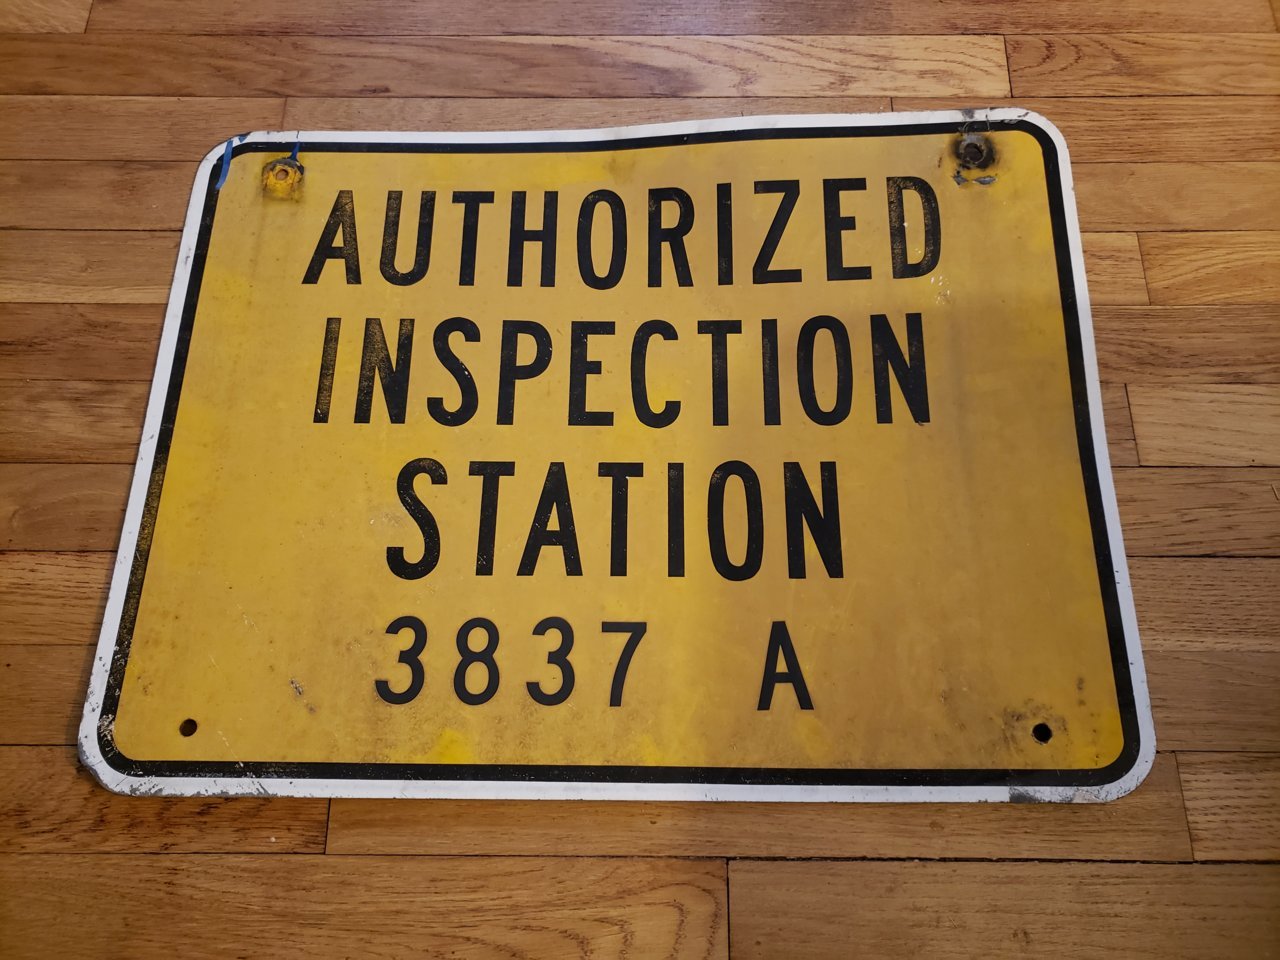 AUTHORIZED
INSPECTION
STATION
3837 A